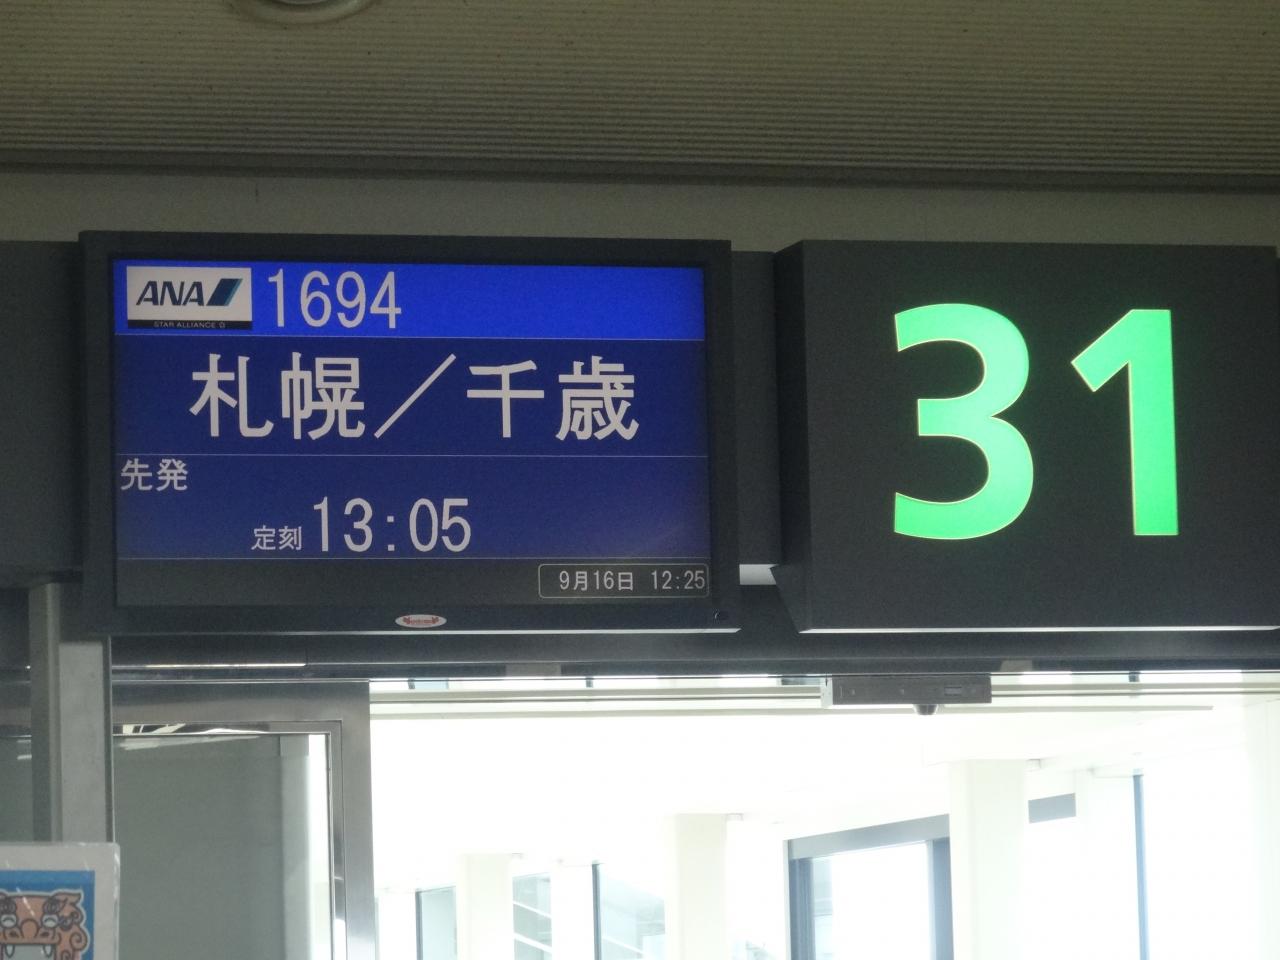 ANA 1694
STAR ALLIANCE
札幌／千歳
先発
定刻 13:05
9月16日 12:25
31